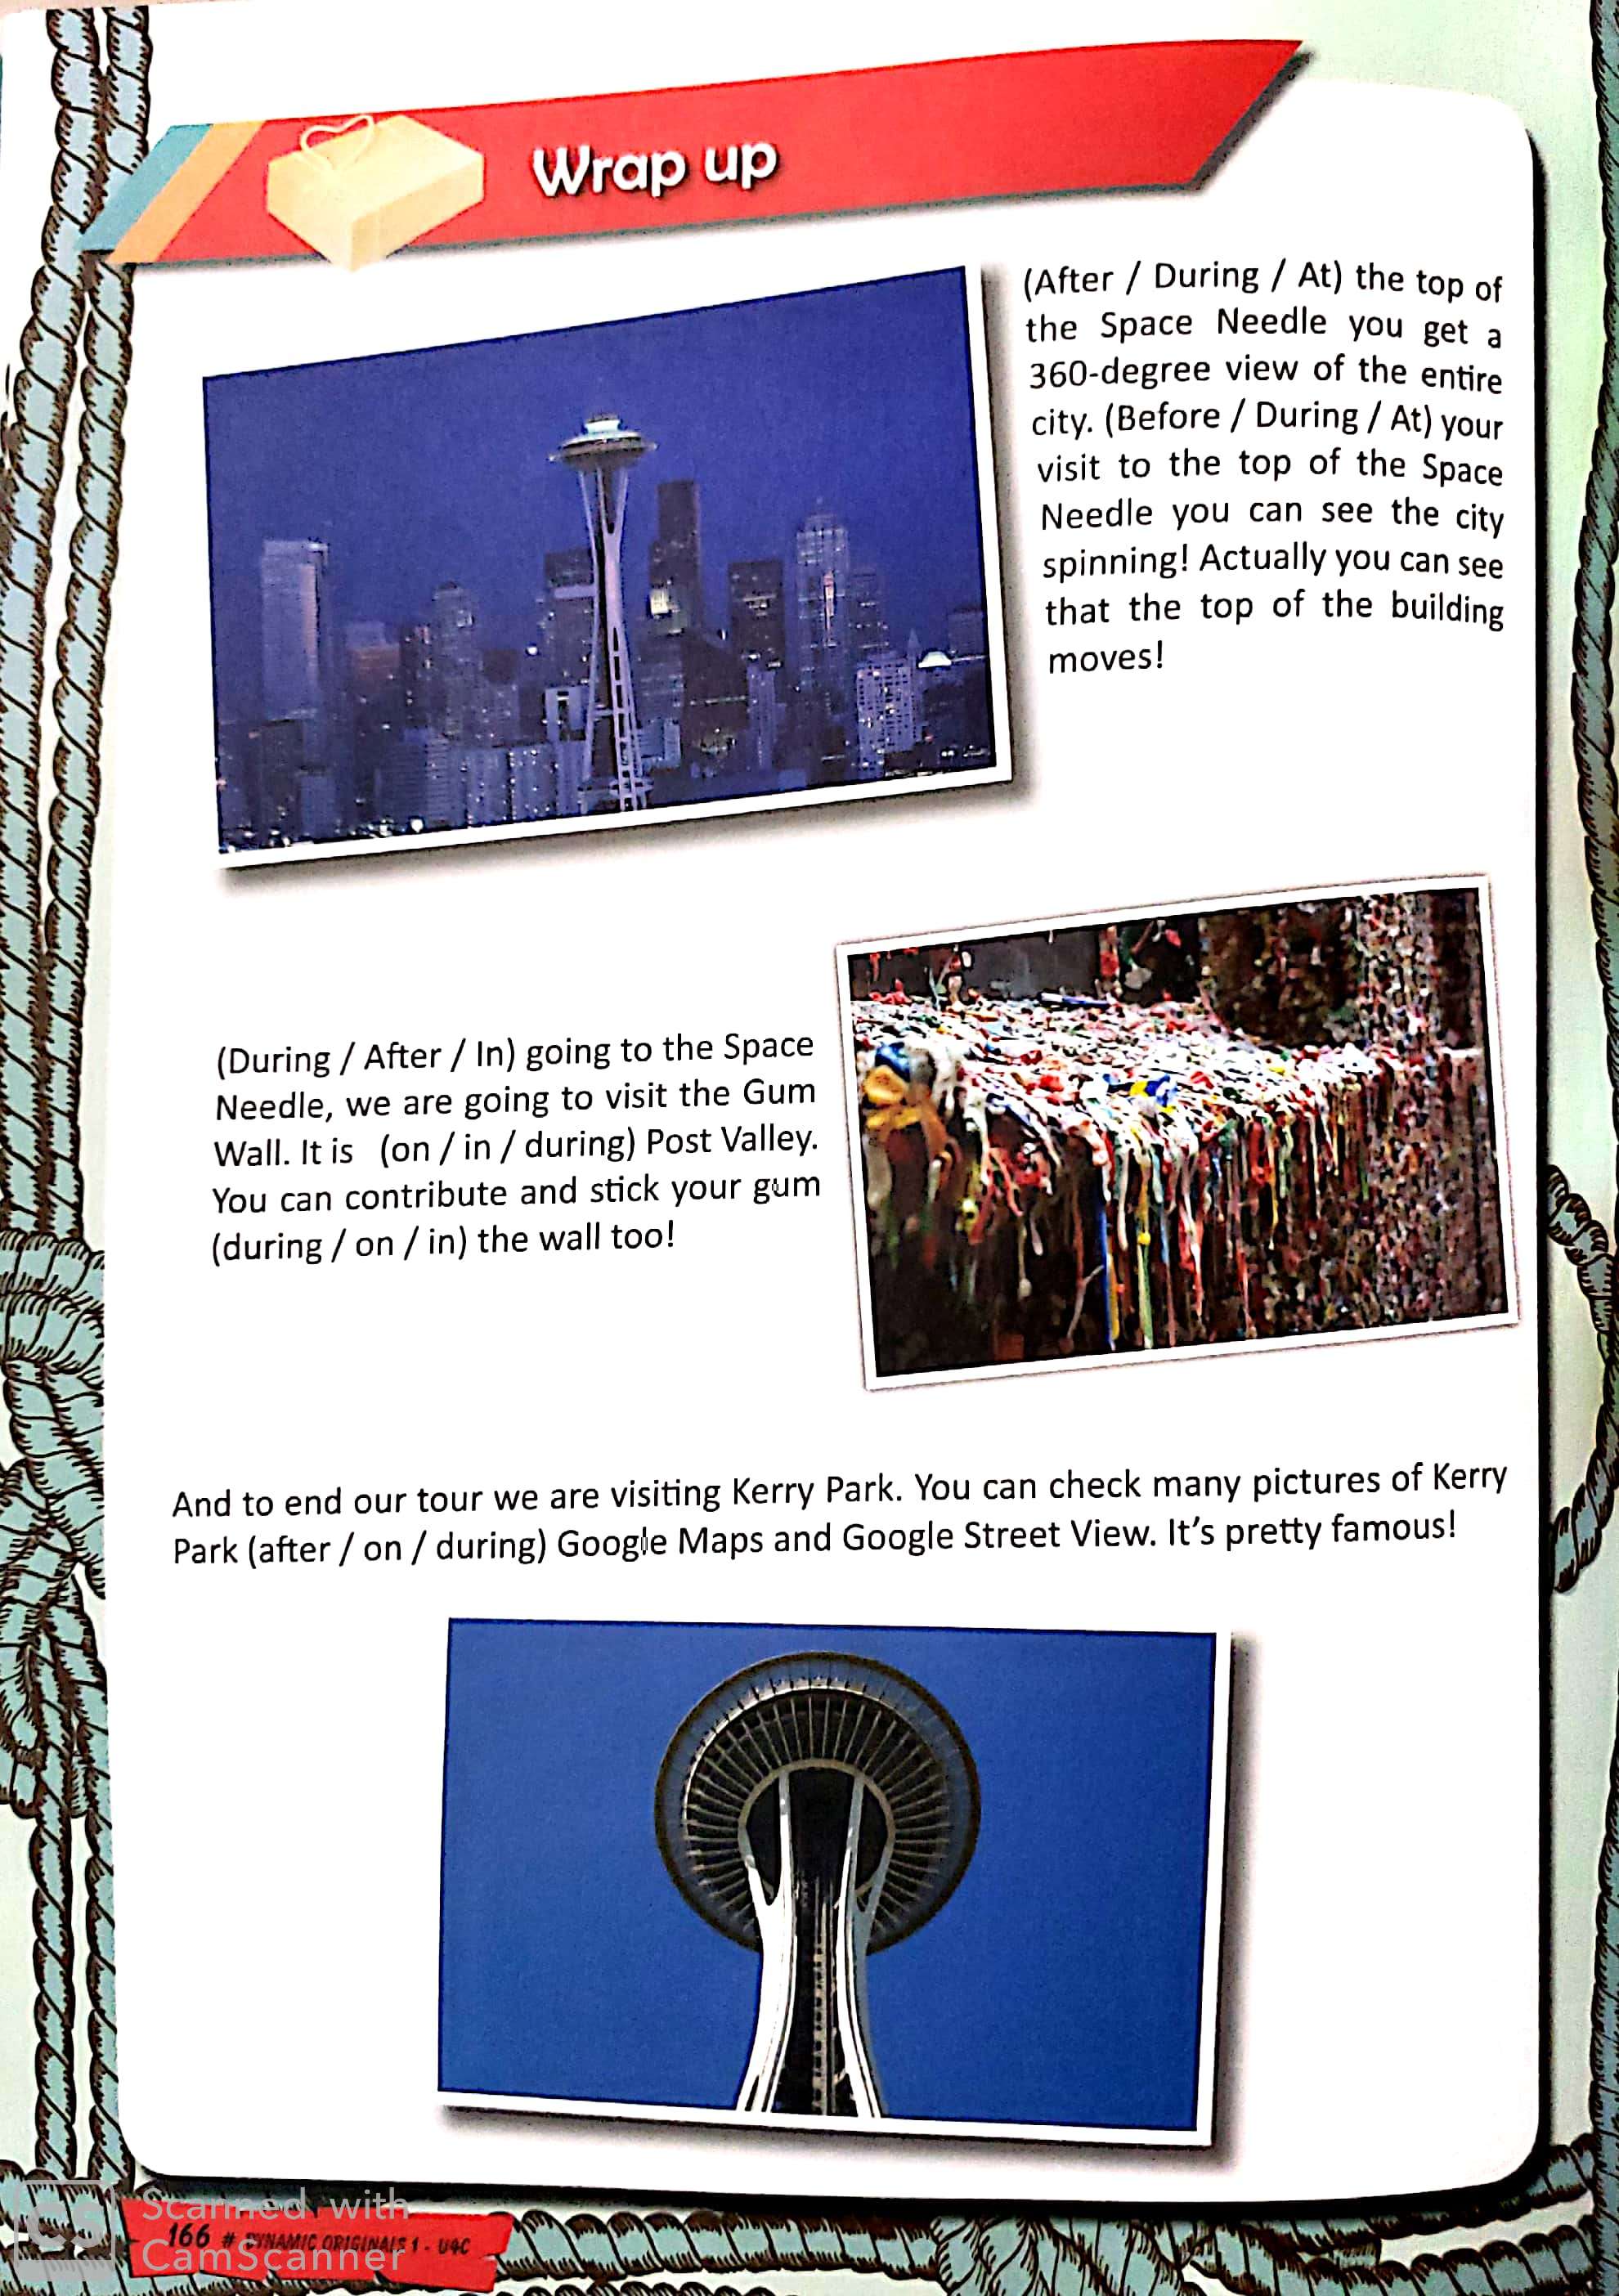 Wrap up
(After / During / At) the top of
the Space Needle you get a
360-degree view of the entire
city. (Before / During / At) your
visit to the top of the Space
Needle you can see the city
spinning! Actually you can see
that the top of the building
moves!
(During / After / In) going to the Space
Needle, we are going to visit the Gum
Wall. It is (on / in / during) Post Valley.
You can contribute and stick your gum
(during / on / in) the wall too!
And to end our tour we are visiting Kerry Park. You can check many pictures of Kerry
Park (after / on / during) Google Maps and Google Street View. It's pretty famous!
166 # DYNAMIC ORIGINALS 1 - U4C
CS
Scanned with
CamScanner